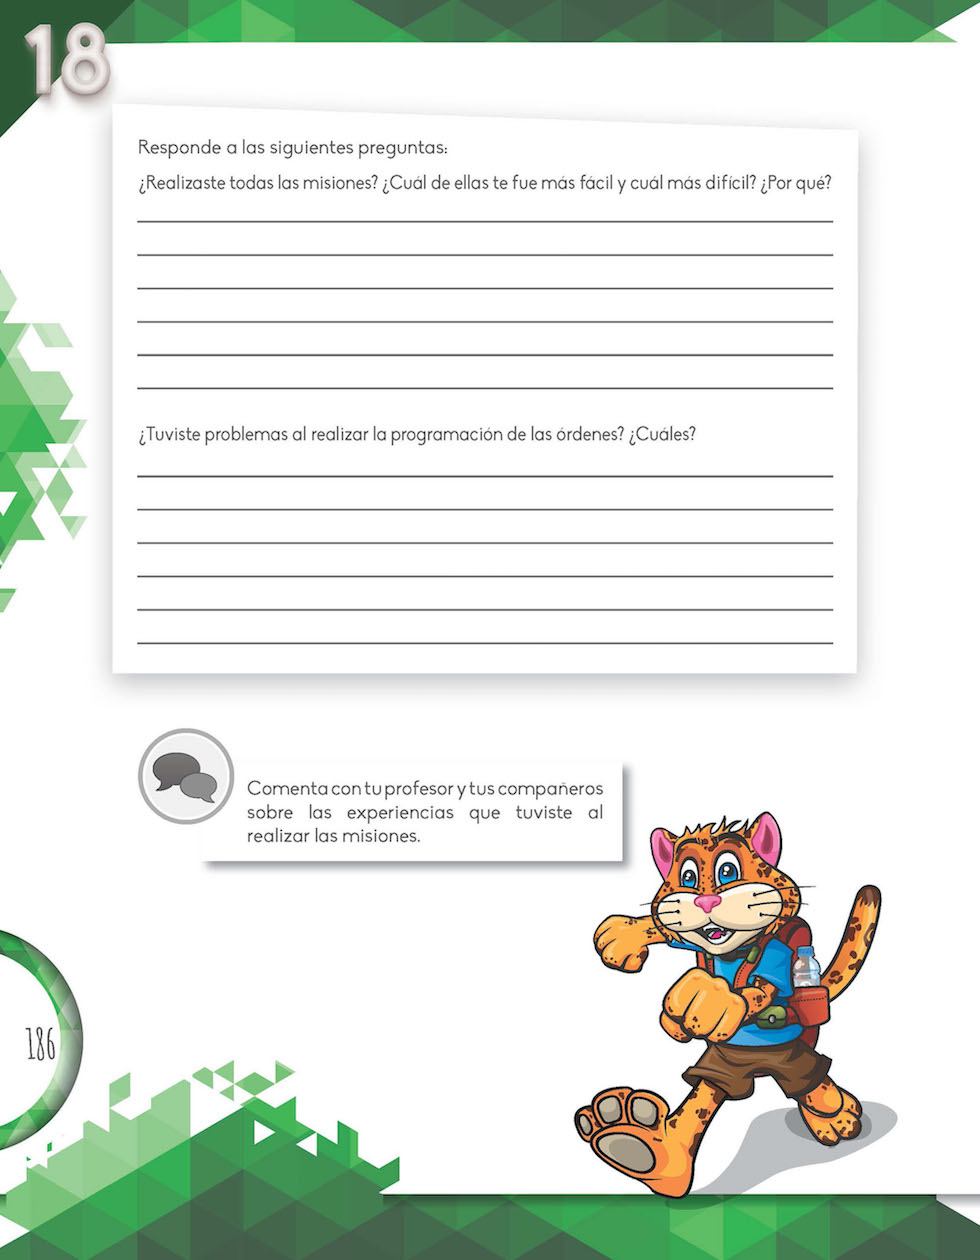 18
Responde a las siguientes preguntas:
¿Realizaste todas las misiones? ¿Cuál de ellas te fue más fácil y cuál más difícil? ¿Por qué?
¿Tuviste problemas al realizar la programación de las órdenes? ¿Cuáles?
Comenta con tu profesor y tus compañeros
sobre las experiencias que tuviste al
realizar las misiones.
186